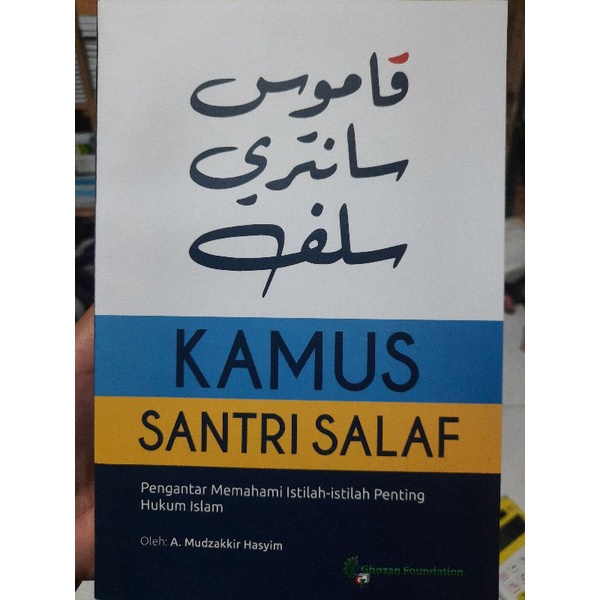 قاموس
سانتري
سلف
KAMUS
SANTRI SALAF
Pengantar Memahami Istilah-istilah Penting
Hukum Islam
Oleh: A. Mudzakkir Hasyim
Ghozan Foundation